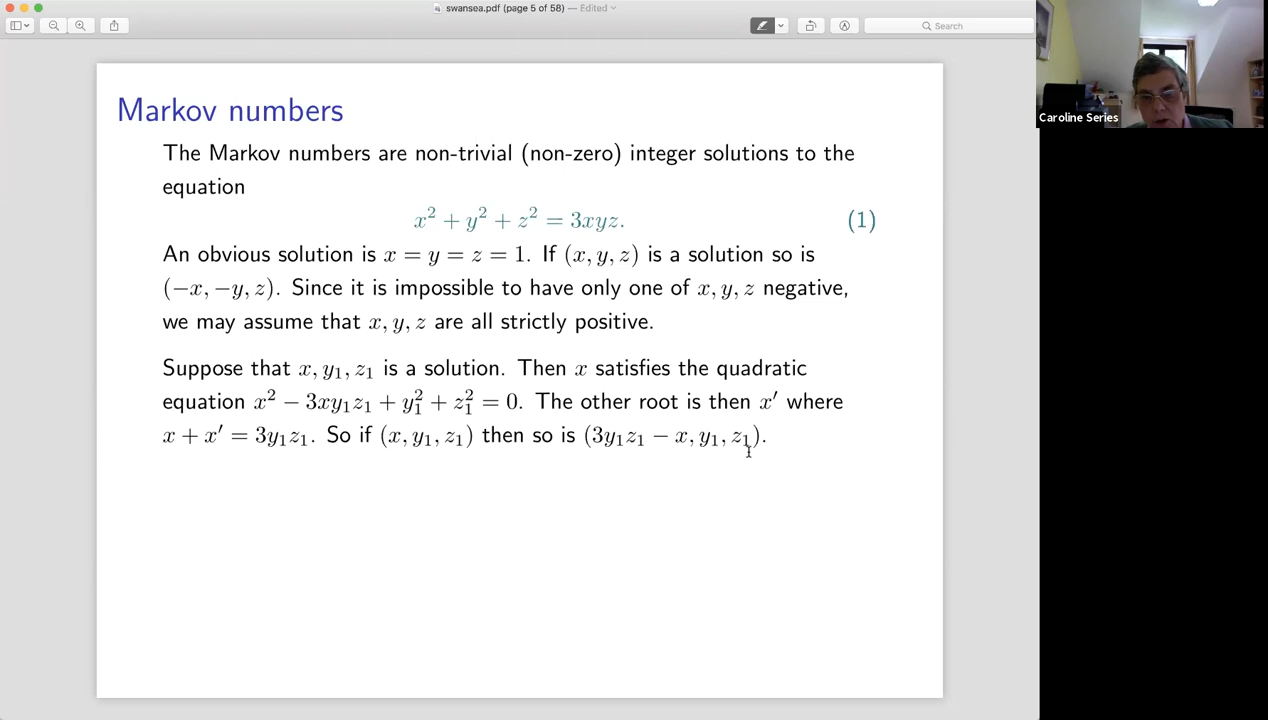 swansea.pdf (page 5 of 58) — Edited
Search
Caroline Series
Markov numbers
The Markov numbers are non-trivial (non-zero) integer solutions to the
equation
x² + y² + z² = 3xyz. (1)
An obvious solution is x = y = z = 1. If (x, y, z) is a solution so is
(−x, −y, z). Since it is impossible to have only one of x, y, z negative,
we may assume that x, y, z are all strictly positive.
Suppose that x, y₁, z₁ is a solution. Then x satisfies the quadratic
equation x² − 3xy₁z₁ + y₁² + z₁² = 0. The other root is then x′ where
x + x′ = 3y₁z₁. So if (x, y₁, z₁) then so is (3y₁z₁ − x, y₁, z₁).